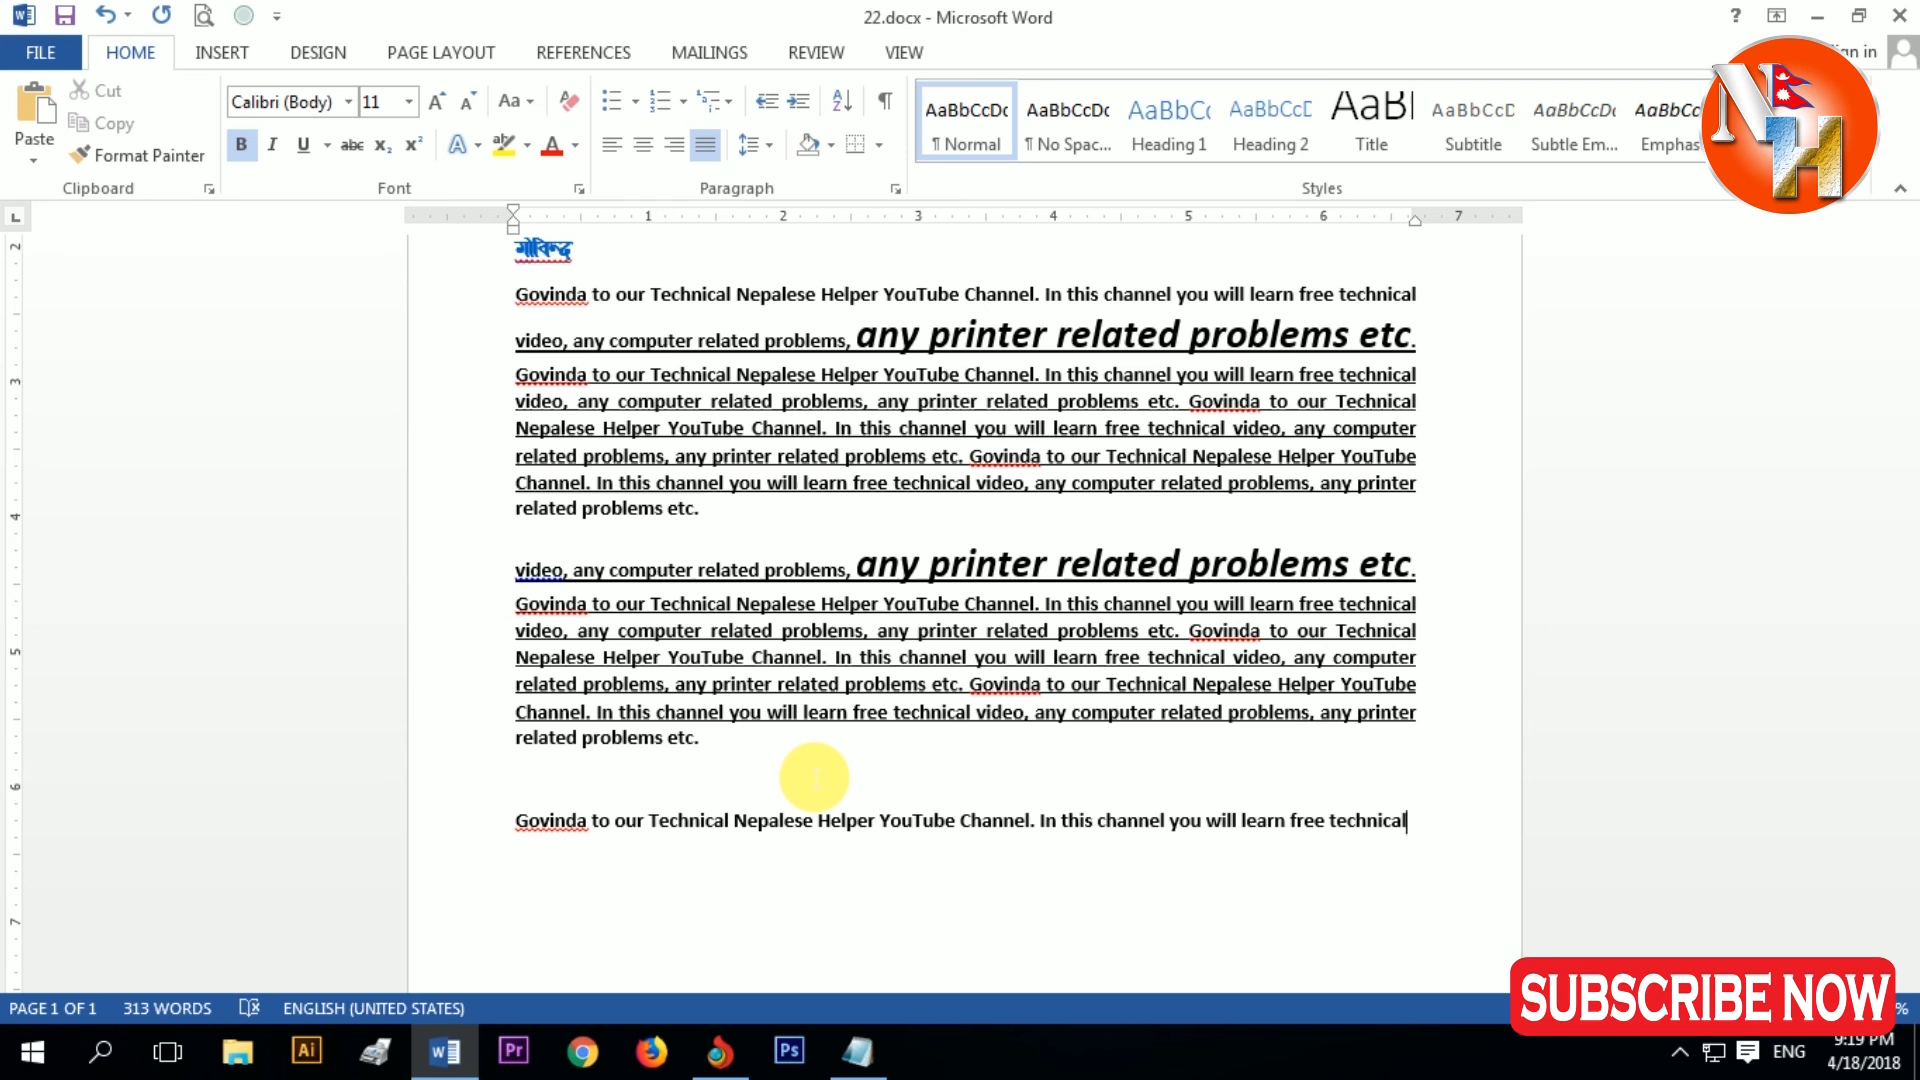 22.docx - Microsoft Word
?
FILE HOME INSERT DESIGN PAGE LAYOUT REFERENCES MAILINGS REVIEW VIEW
Paste
Cut
Copy
Format Painter
Clipboard
Calibri (Body) 11
Font
Paragraph
AaBbCcDc AaBbCcDc AaBbC AaBbCcD AaB AaBbCcD AaBbCcDc AaBbCc
¶ Normal ¶ No Spac... Heading 1 Heading 2 Title Subtitle Subtle Em... Emphas
Styles
NH
1 2 3 4 5 6 7
गोविन्द
Govinda to our Technical Nepalese Helper YouTube Channel. In this channel you will learn free technical
video, any computer related problems, any printer related problems etc.
Govinda to our Technical Nepalese Helper YouTube Channel. In this channel you will learn free technical
video, any computer related problems, any printer related problems etc. Govinda to our Technical
Nepalese Helper YouTube Channel. In this channel you will learn free technical video, any computer
related problems, any printer related problems etc. Govinda to our Technical Nepalese Helper YouTube
Channel. In this channel you will learn free technical video, any computer related problems, any printer
related problems etc.
video, any computer related problems, any printer related problems etc.
Govinda to our Technical Nepalese Helper YouTube Channel. In this channel you will learn free technical
video, any computer related problems, any printer related problems etc. Govinda to our Technical
Nepalese Helper YouTube Channel. In this channel you will learn free technical video, any computer
related problems, any printer related problems etc. Govinda to our Technical Nepalese Helper YouTube
Channel. In this channel you will learn free technical video, any computer related problems, any printer
related problems etc.
Govinda to our Technical Nepalese Helper YouTube Channel. In this channel you will learn free technical
SUBSCRIBE NOW
PAGE 1 OF 1 313 WORDS ENGLISH (UNITED STATES)
Ai Pr Ps
ENG
9:19 PM
4/18/2018